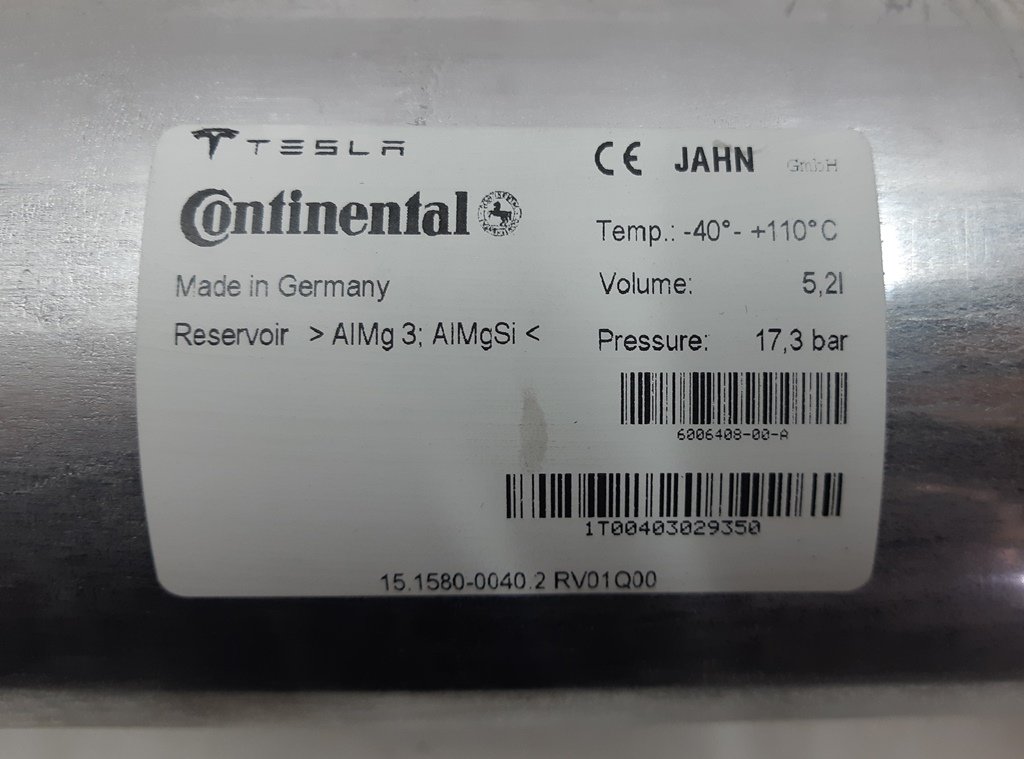 TESLA
Continental
Made in Germany
Reservoir > AlMg 3; AlMgSi <
CE JAHN GmbH
Temp.: -40°- +110°C
Volume: 5,2l
Pressure: 17,3 bar
6006408-00-A
1T00403029350
15.1580-0040.2 RV01Q00